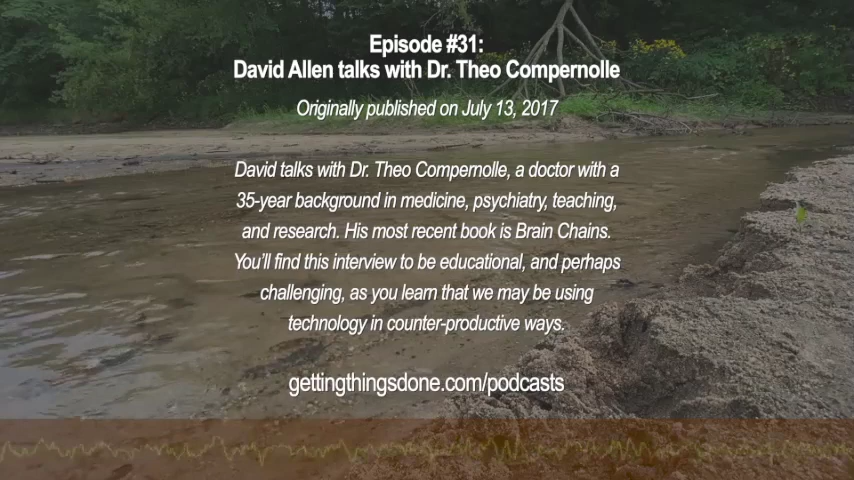 Episode #31:
David Allen talks with Dr. Theo Compernolle
Originally published on July 13, 2017
David talks with Dr. Theo Compernolle, a doctor with a
35-year background in medicine, psychiatry, teaching,
and research. His most recent book is Brain Chains.
You'll find this interview to be educational, and perhaps
challenging, as you learn that we may be using
technology in counter-productive ways.
gettingthingsdone.com/podcasts